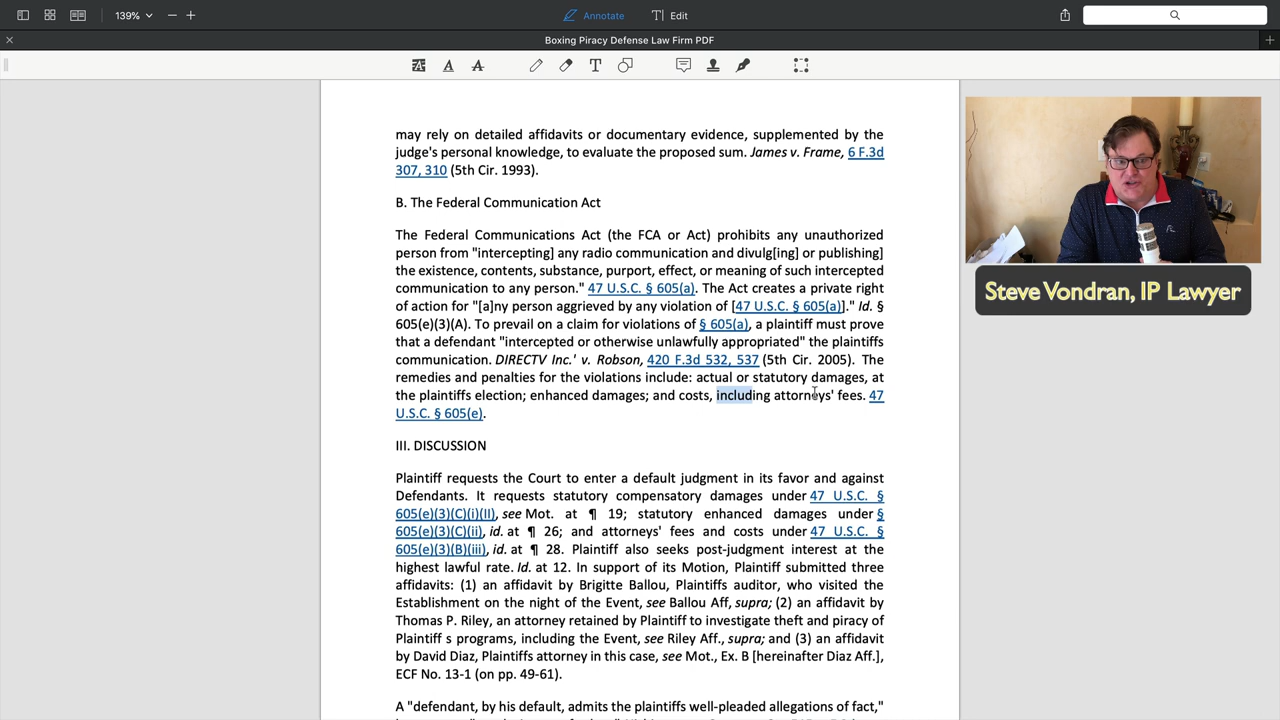 139%
Annotate
Edit
Boxing Piracy Defense Law Firm PDF
may rely on detailed affidavits or documentary evidence, supplemented by the
judge's personal knowledge, to evaluate the proposed sum. James v. Frame, 6 F.3d
307, 310 (5th Cir. 1993).
B. The Federal Communication Act
The Federal Communications Act (the FCA or Act) prohibits any unauthorized
person from "intercepting] any radio communication and divulg[ing] or publishing]
the existence, contents, substance, purport, effect, or meaning of such intercepted
communication to any person." 47 U.S.C. § 605(a). The Act creates a private right
of action for "[a]ny person aggrieved by any violation of [47 U.S.C. § 605(a)]." Id. §
605(e)(3)(A). To prevail on a claim for violations of § 605(a), a plaintiff must prove
that a defendant "intercepted or otherwise unlawfully appropriated" the plaintiffs
communication. DIRECTV Inc.' v. Robson, 420 F.3d 532, 537 (5th Cir. 2005). The
remedies and penalties for the violations include: actual or statutory damages, at
the plaintiffs election; enhanced damages; and costs, including attorneys' fees. 47
U.S.C. § 605(e).
III. DISCUSSION
Plaintiff requests the Court to enter a default judgment in its favor and against
Defendants. It requests statutory compensatory damages under 47 U.S.C. §
605(e)(3)(C)(i)(II), see Mot. at ¶ 19; statutory enhanced damages under §
605(e)(3)(C)(ii), id. at ¶ 26; and attorneys' fees and costs under 47 U.S.C. §
605(e)(3)(B)(iii), id. at ¶ 28. Plaintiff also seeks post-judgment interest at the
highest lawful rate. Id. at 12. In support of its Motion, Plaintiff submitted three
affidavits: (1) an affidavit by Brigitte Ballou, Plaintiffs auditor, who visited the
Establishment on the night of the Event, see Ballou Aff, supra; (2) an affidavit by
Thomas P. Riley, an attorney retained by Plaintiff to investigate theft and piracy of
Plaintiff s programs, including the Event, see Riley Aff., supra; and (3) an affidavit
by David Diaz, Plaintiffs attorney in this case, see Mot., Ex. B [hereinafter Diaz Aff.],
ECF No. 13-1 (on pp. 49-61).
A "defendant, by his default, admits the plaintiffs well-pleaded allegations of fact,"
Steve Vondran, IP Lawyer